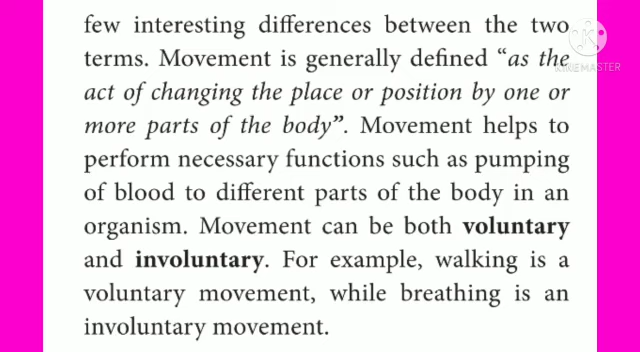 few interesting differences between the two
terms. Movement is generally defined “as the
act of changing the place or position by one or
more parts of the body”. Movement helps to
perform necessary functions such as pumping
of blood to different parts of the body in an
organism. Movement can be both voluntary
and involuntary. For example, walking is a
voluntary movement, while breathing is an
involuntary movement.
KINEMASTER